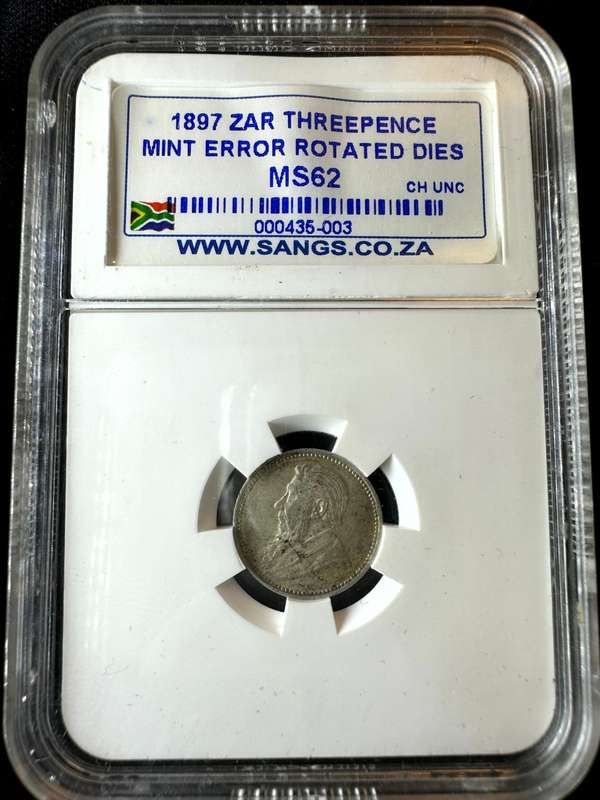 1897 ZAR THREEPENCE
MINT ERROR ROTATED DIES
MS62 CH UNC
000435-003
WWW.SANGS.CO.ZA